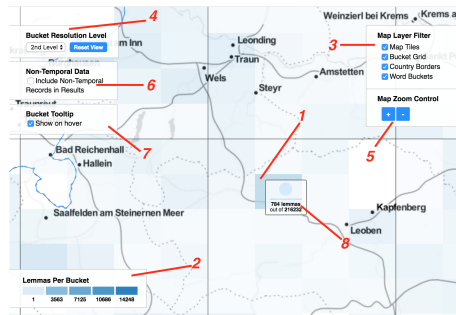 4
Bucket Resolution Level
2nd Level
Reset View
Non-Temporal Data
Include Non-Temporal
Records in Results
6
Bucket Tooltip
Show on hover
7
m Inn
Leonding
Traun
Wels
Steyr
Amstetten
Weinzierl bei Krems
Krems a
3
Map Layer Filter
Map Tiles
Bucket Grid
Country Borders
Word Buckets
Map Zoom Control
+ -
5
1
Bad Reichenhall
Hallein
Saalfelden am Steinernen Meer
784 lemmas
out of 219232
8
Kapfenberg
Leoben
2
Lemmas Per Bucket
1 3563 7125 10686 14248